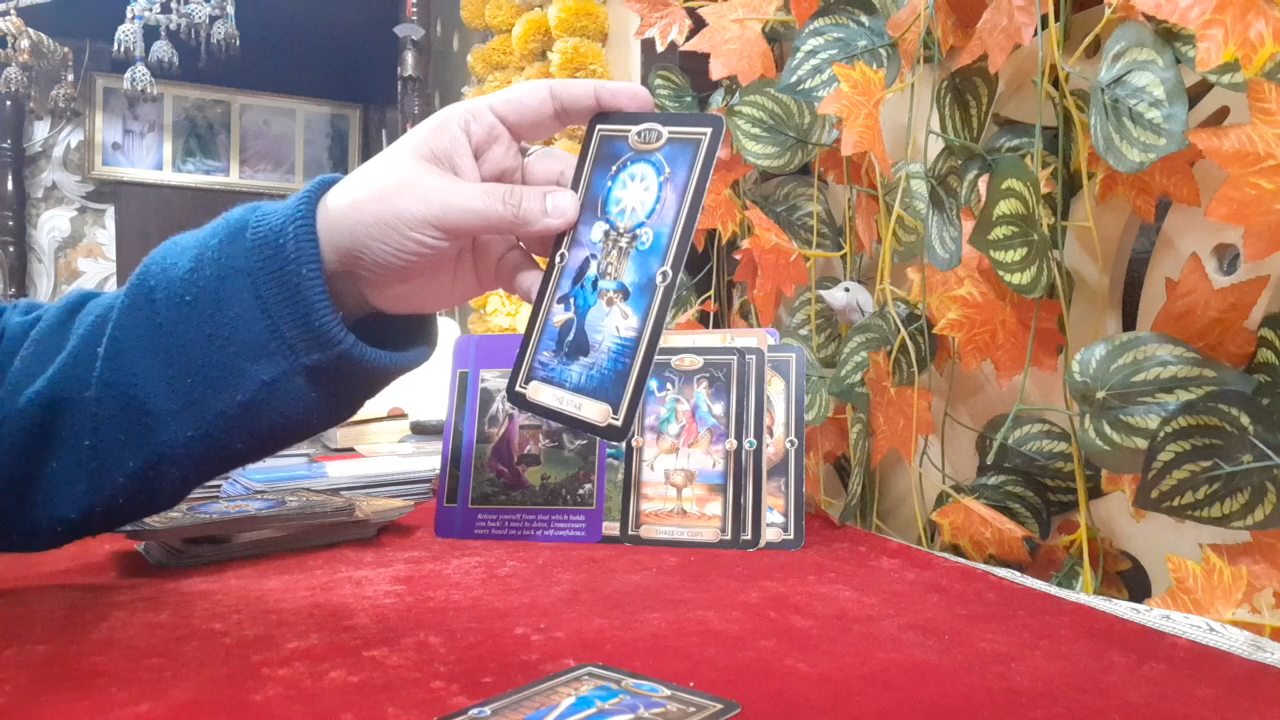 XVII
THE STAR
Release yourself from that which holds
you back! A need to detox. Unnecessary
worry based on a lack of self-confidence.
THREE OF CUPS